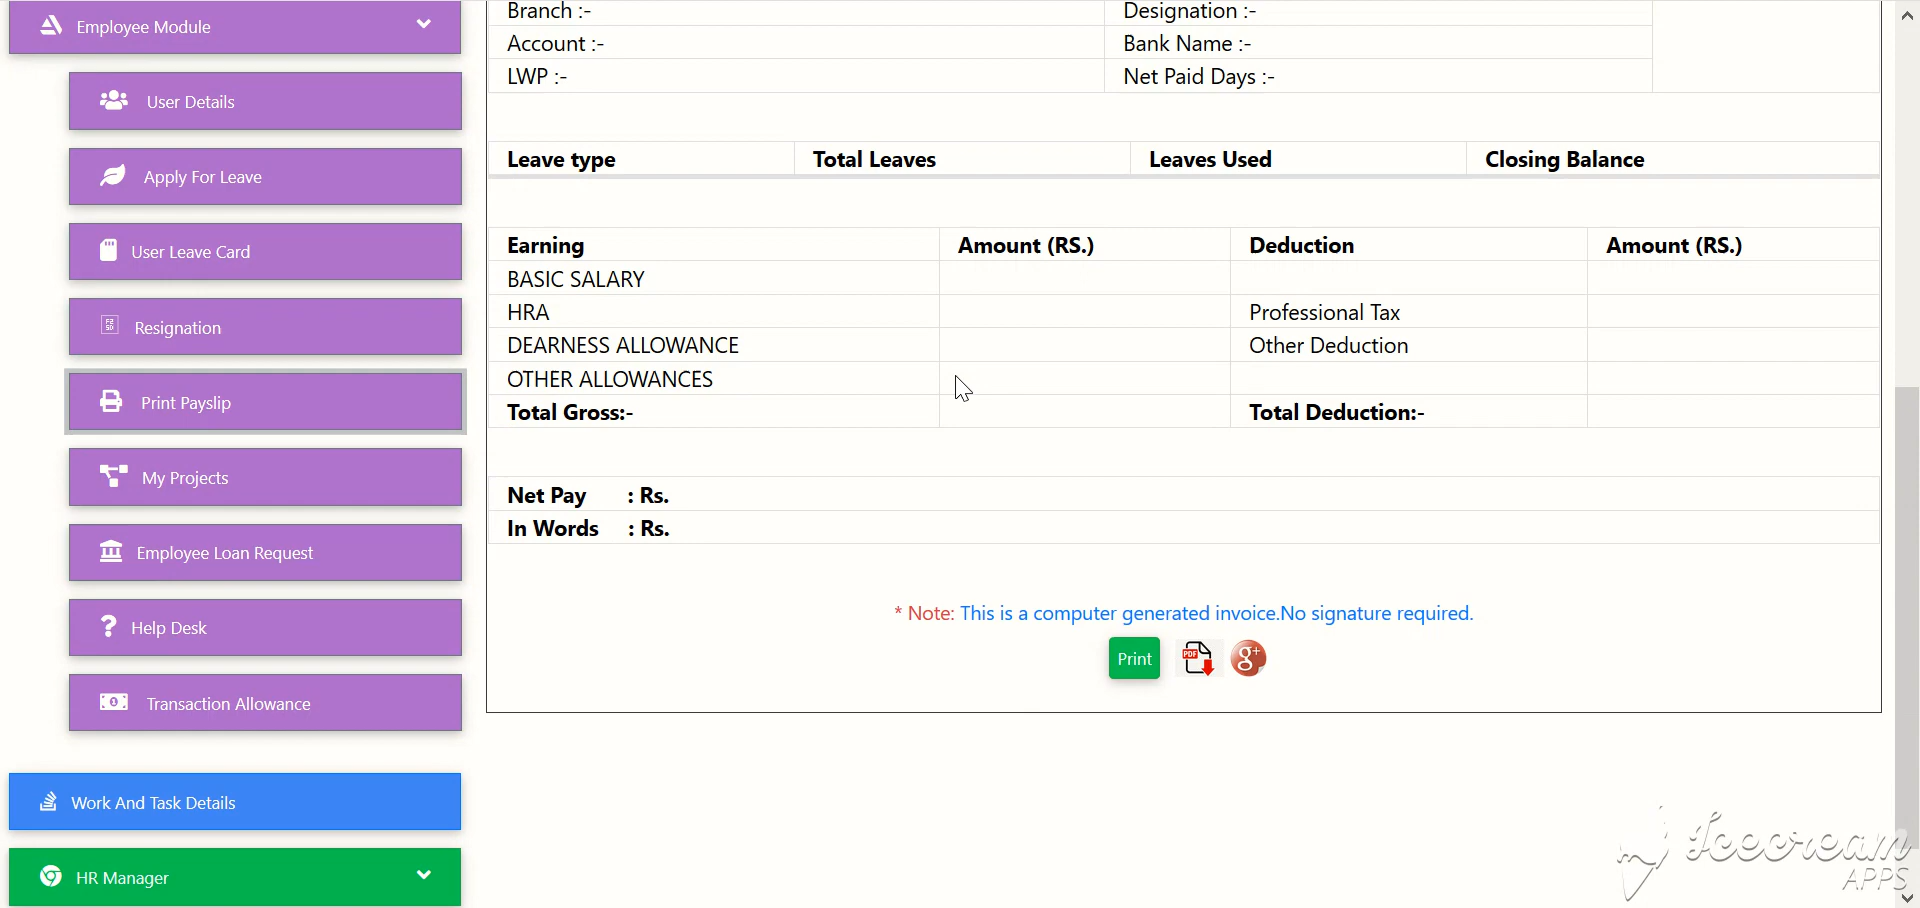 Employee Module
User Details
Apply For Leave
User Leave Card
Resignation
Print Payslip
My Projects
Employee Loan Request
Help Desk
Transaction Allowance
Work And Task Details
HR Manager
Branch :- Designation :-
Account :- Bank Name :-
LWP :- Net Paid Days :-
Leave type Total Leaves Leaves Used Closing Balance
Earning Amount (RS.) Deduction Amount (RS.)
BASIC SALARY
HRA Professional Tax
DEARNESS ALLOWANCE Other Deduction
OTHER ALLOWANCES
Total Gross:- Total Deduction:-
Net Pay : Rs.
In Words : Rs.
* Note: This is a computer generated invoice.No signature required.
Print PDF g+
Icecream
APPS